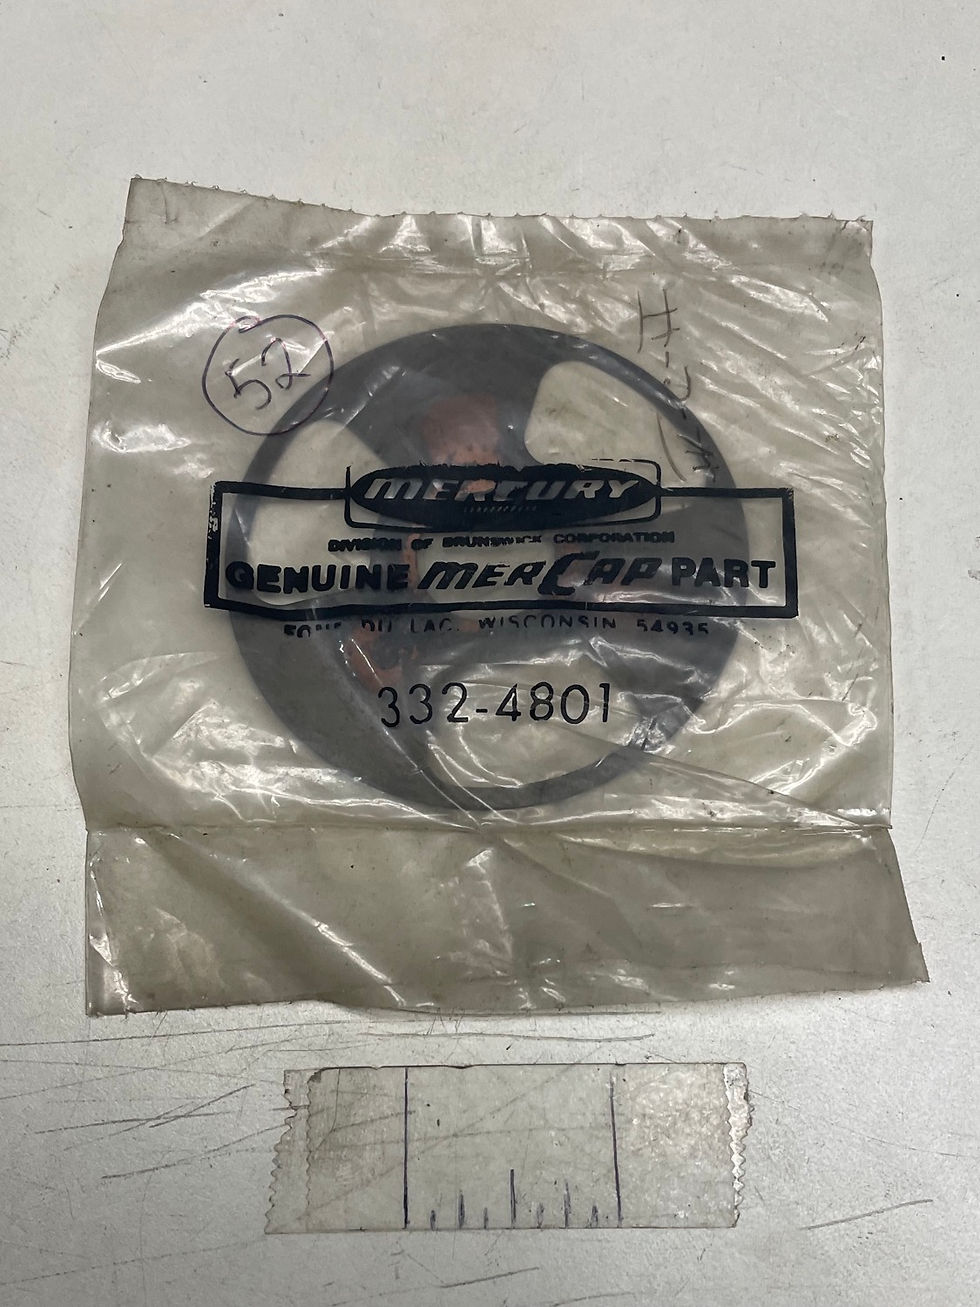 52
MERCURY
DIVISION OF BRUNSWICK CORPORATION
GENUINE MERCAP PART
FOND DU LAC, WISCONSIN 54935
332-4801